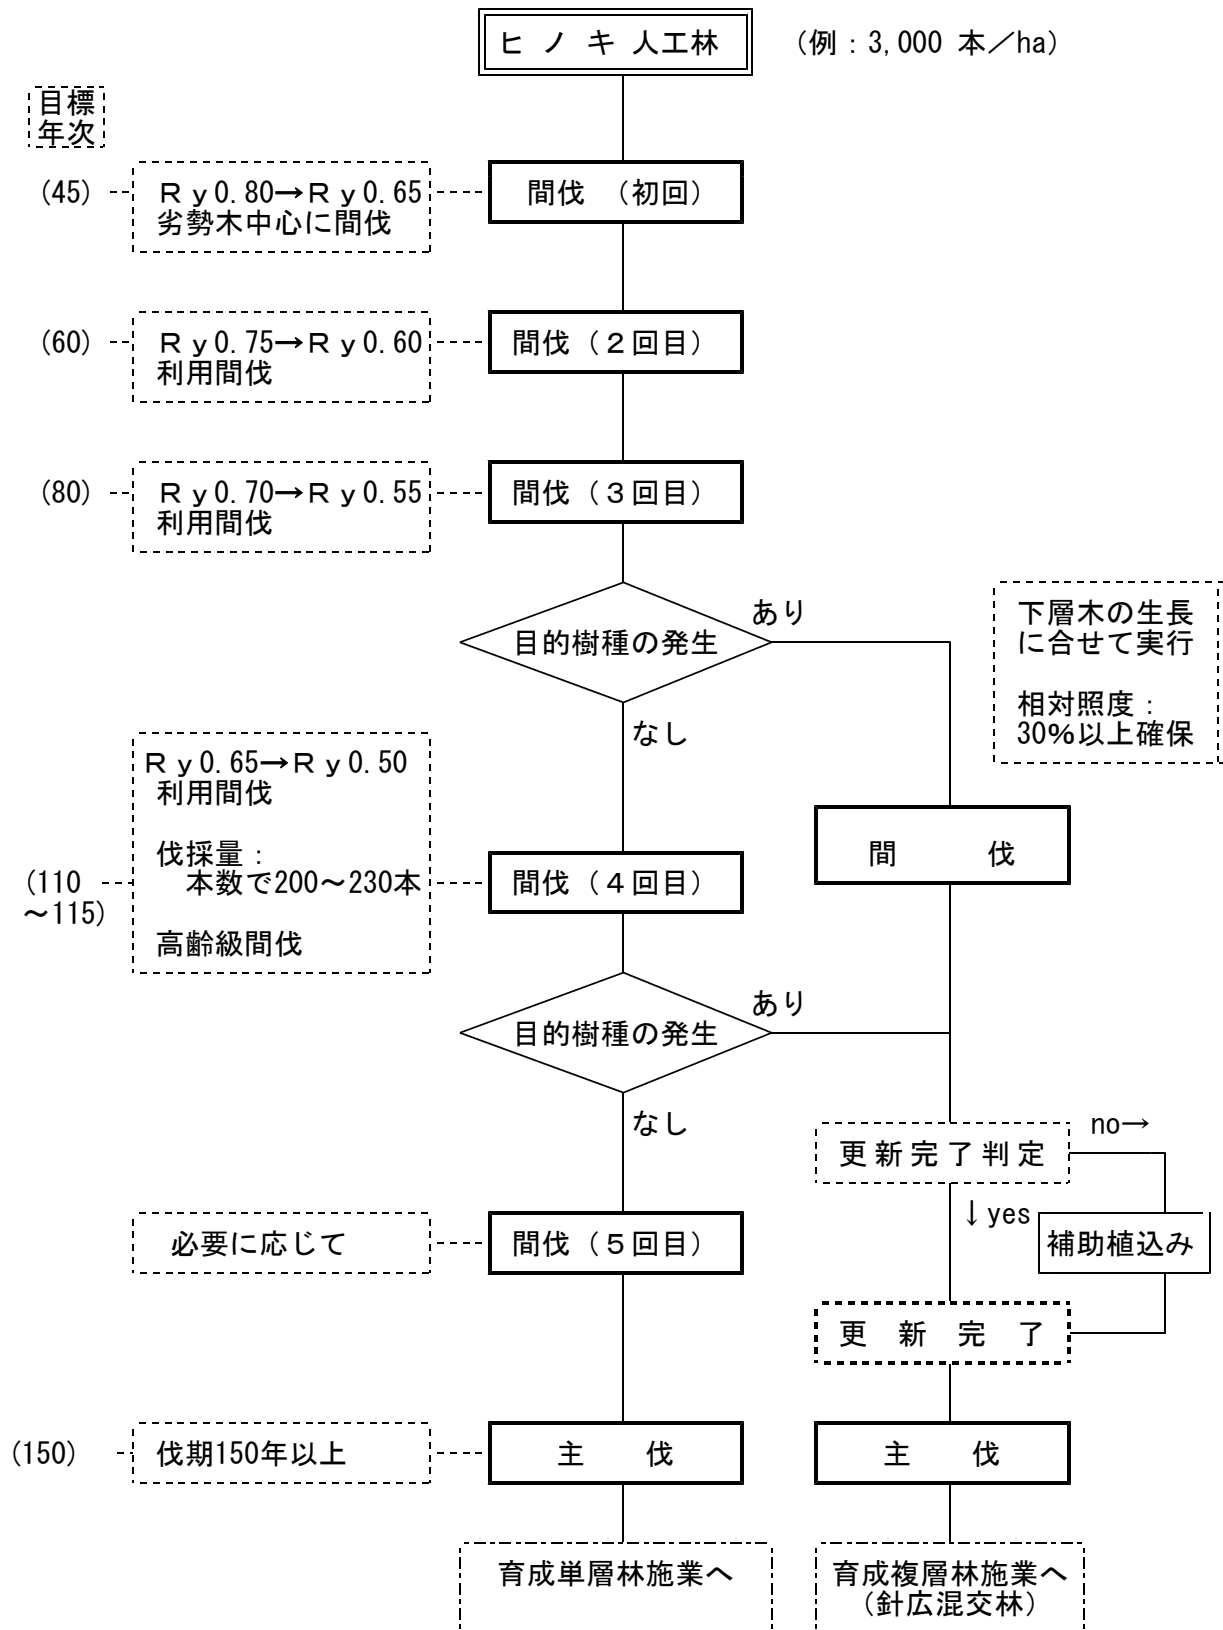 ヒノキ人工林
(例：3,000 本／ha)
目標
年次
(45)
Ｒｙ0.80→Ｒｙ0.65
劣勢木中心に間伐
間伐 （初回）
(60)
Ｒｙ0.75→Ｒｙ0.60
利用間伐
間伐（２回目）
(80)
Ｒｙ0.70→Ｒｙ0.55
利用間伐
間伐（３回目）
目的樹種の発生
あり
なし
下層木の生長
に合せて実行
相対照度：
30%以上確保
間　　伐
(110
～115)
Ｒｙ0.65→Ｒｙ0.50
利用間伐
伐採量：
本数で200～230本
高齢級間伐
間伐（４回目）
目的樹種の発生
あり
なし
更新完了判定
no→
↓yes
補助植込み
必要に応じて
間伐（５回目）
更 新 完 了
(150)
伐期150年以上
主　　伐
主　　伐
育成単層林施業へ
育成複層林施業へ
（針広混交林）